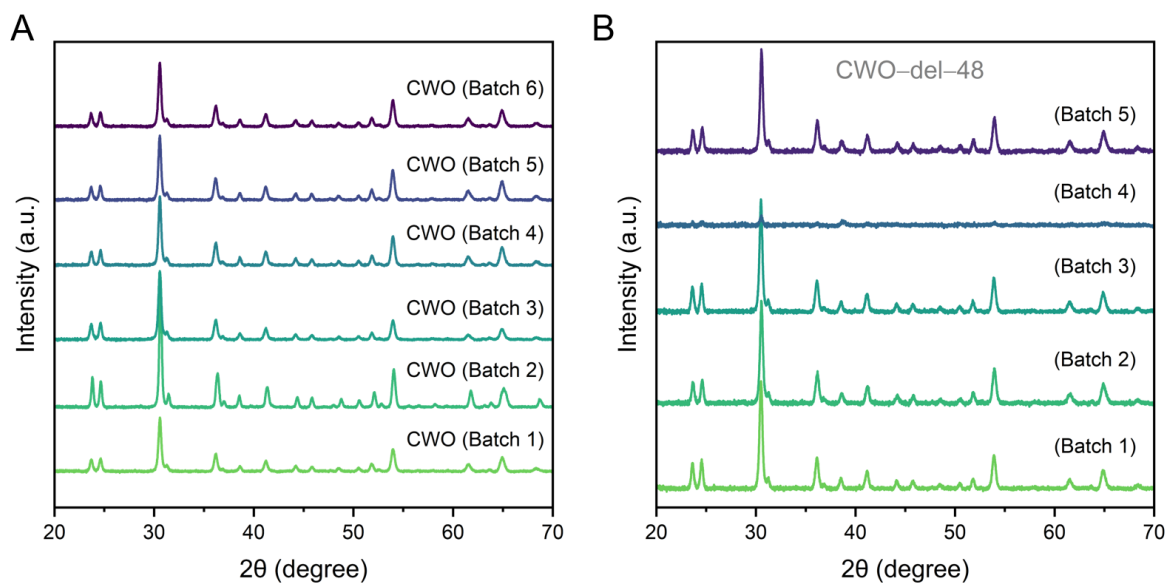 A
CWO (Batch 6)
CWO (Batch 5)
CWO (Batch 4)
CWO (Batch 3)
CWO (Batch 2)
CWO (Batch 1)
Intensity (a.u.)
20 30 40 50 60 70
2θ (degree)
B
CWO–del–48
(Batch 5)
(Batch 4)
(Batch 3)
(Batch 2)
(Batch 1)
Intensity (a.u.)
20 30 40 50 60 70
2θ (degree)